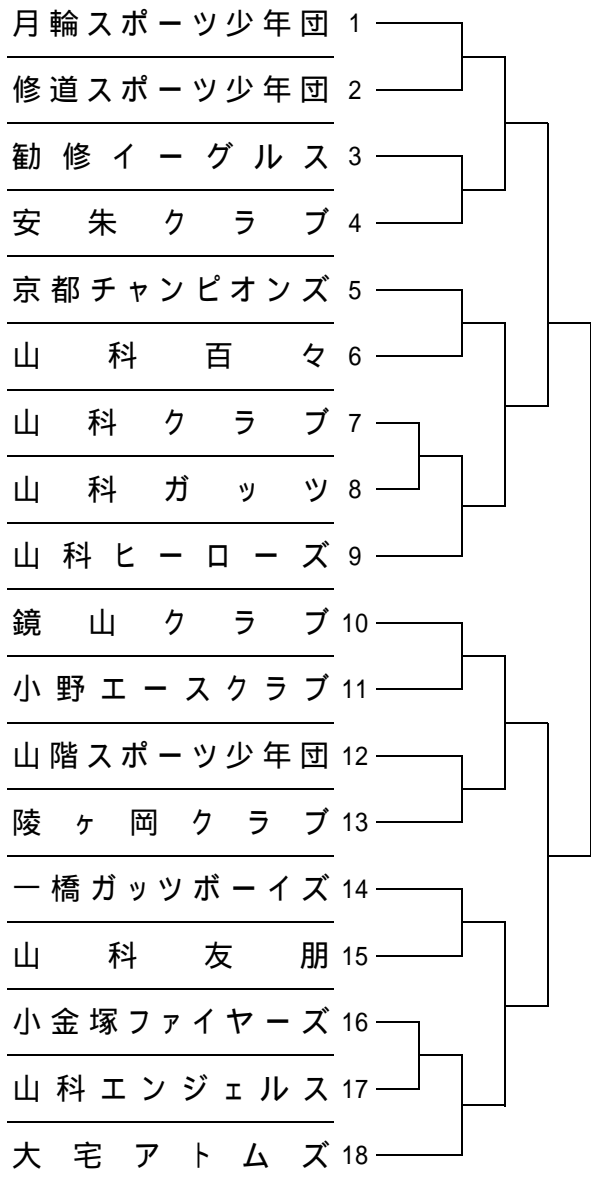 月輪スポーツ少年団 1
修道スポーツ少年団 2
勧修イーグルス 3
安朱クラブ 4
京都チャンピオンズ 5
山科百々 6
山科クラブ 7
山科ガッツ 8
山科ヒーローズ 9
鏡山クラブ 10
小野エースクラブ 11
山階スポーツ少年団 12
陵ヶ岡クラブ 13
一橋ガッツボーイズ 14
山科友朋 15
小金塚ファイヤーズ 16
山科エンジェルス 17
大宅アトムズ 18